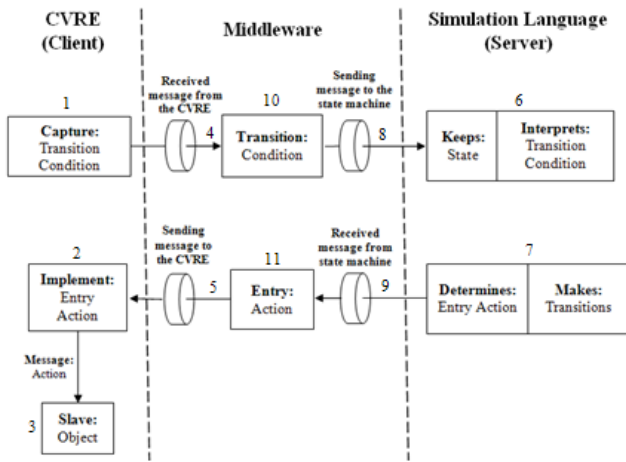 CVRE
(Client)
Middleware
Simulation Language
(Server)
1
Capture:
Transition
Condition
Received
message from
the CVRE
4
10
Transition:
Condition
Sending
message to the
state machine
8
6
Keeps:
State
Interprets:
Transition
Condition
2
Implement:
Entry
Action
Sending
message to
the CVRE
5
11
Entry:
Action
Received
message from
state machine
9
7
Determines:
Entry Action
Makes:
Transitions
Message:
Action
3
Slave:
Object